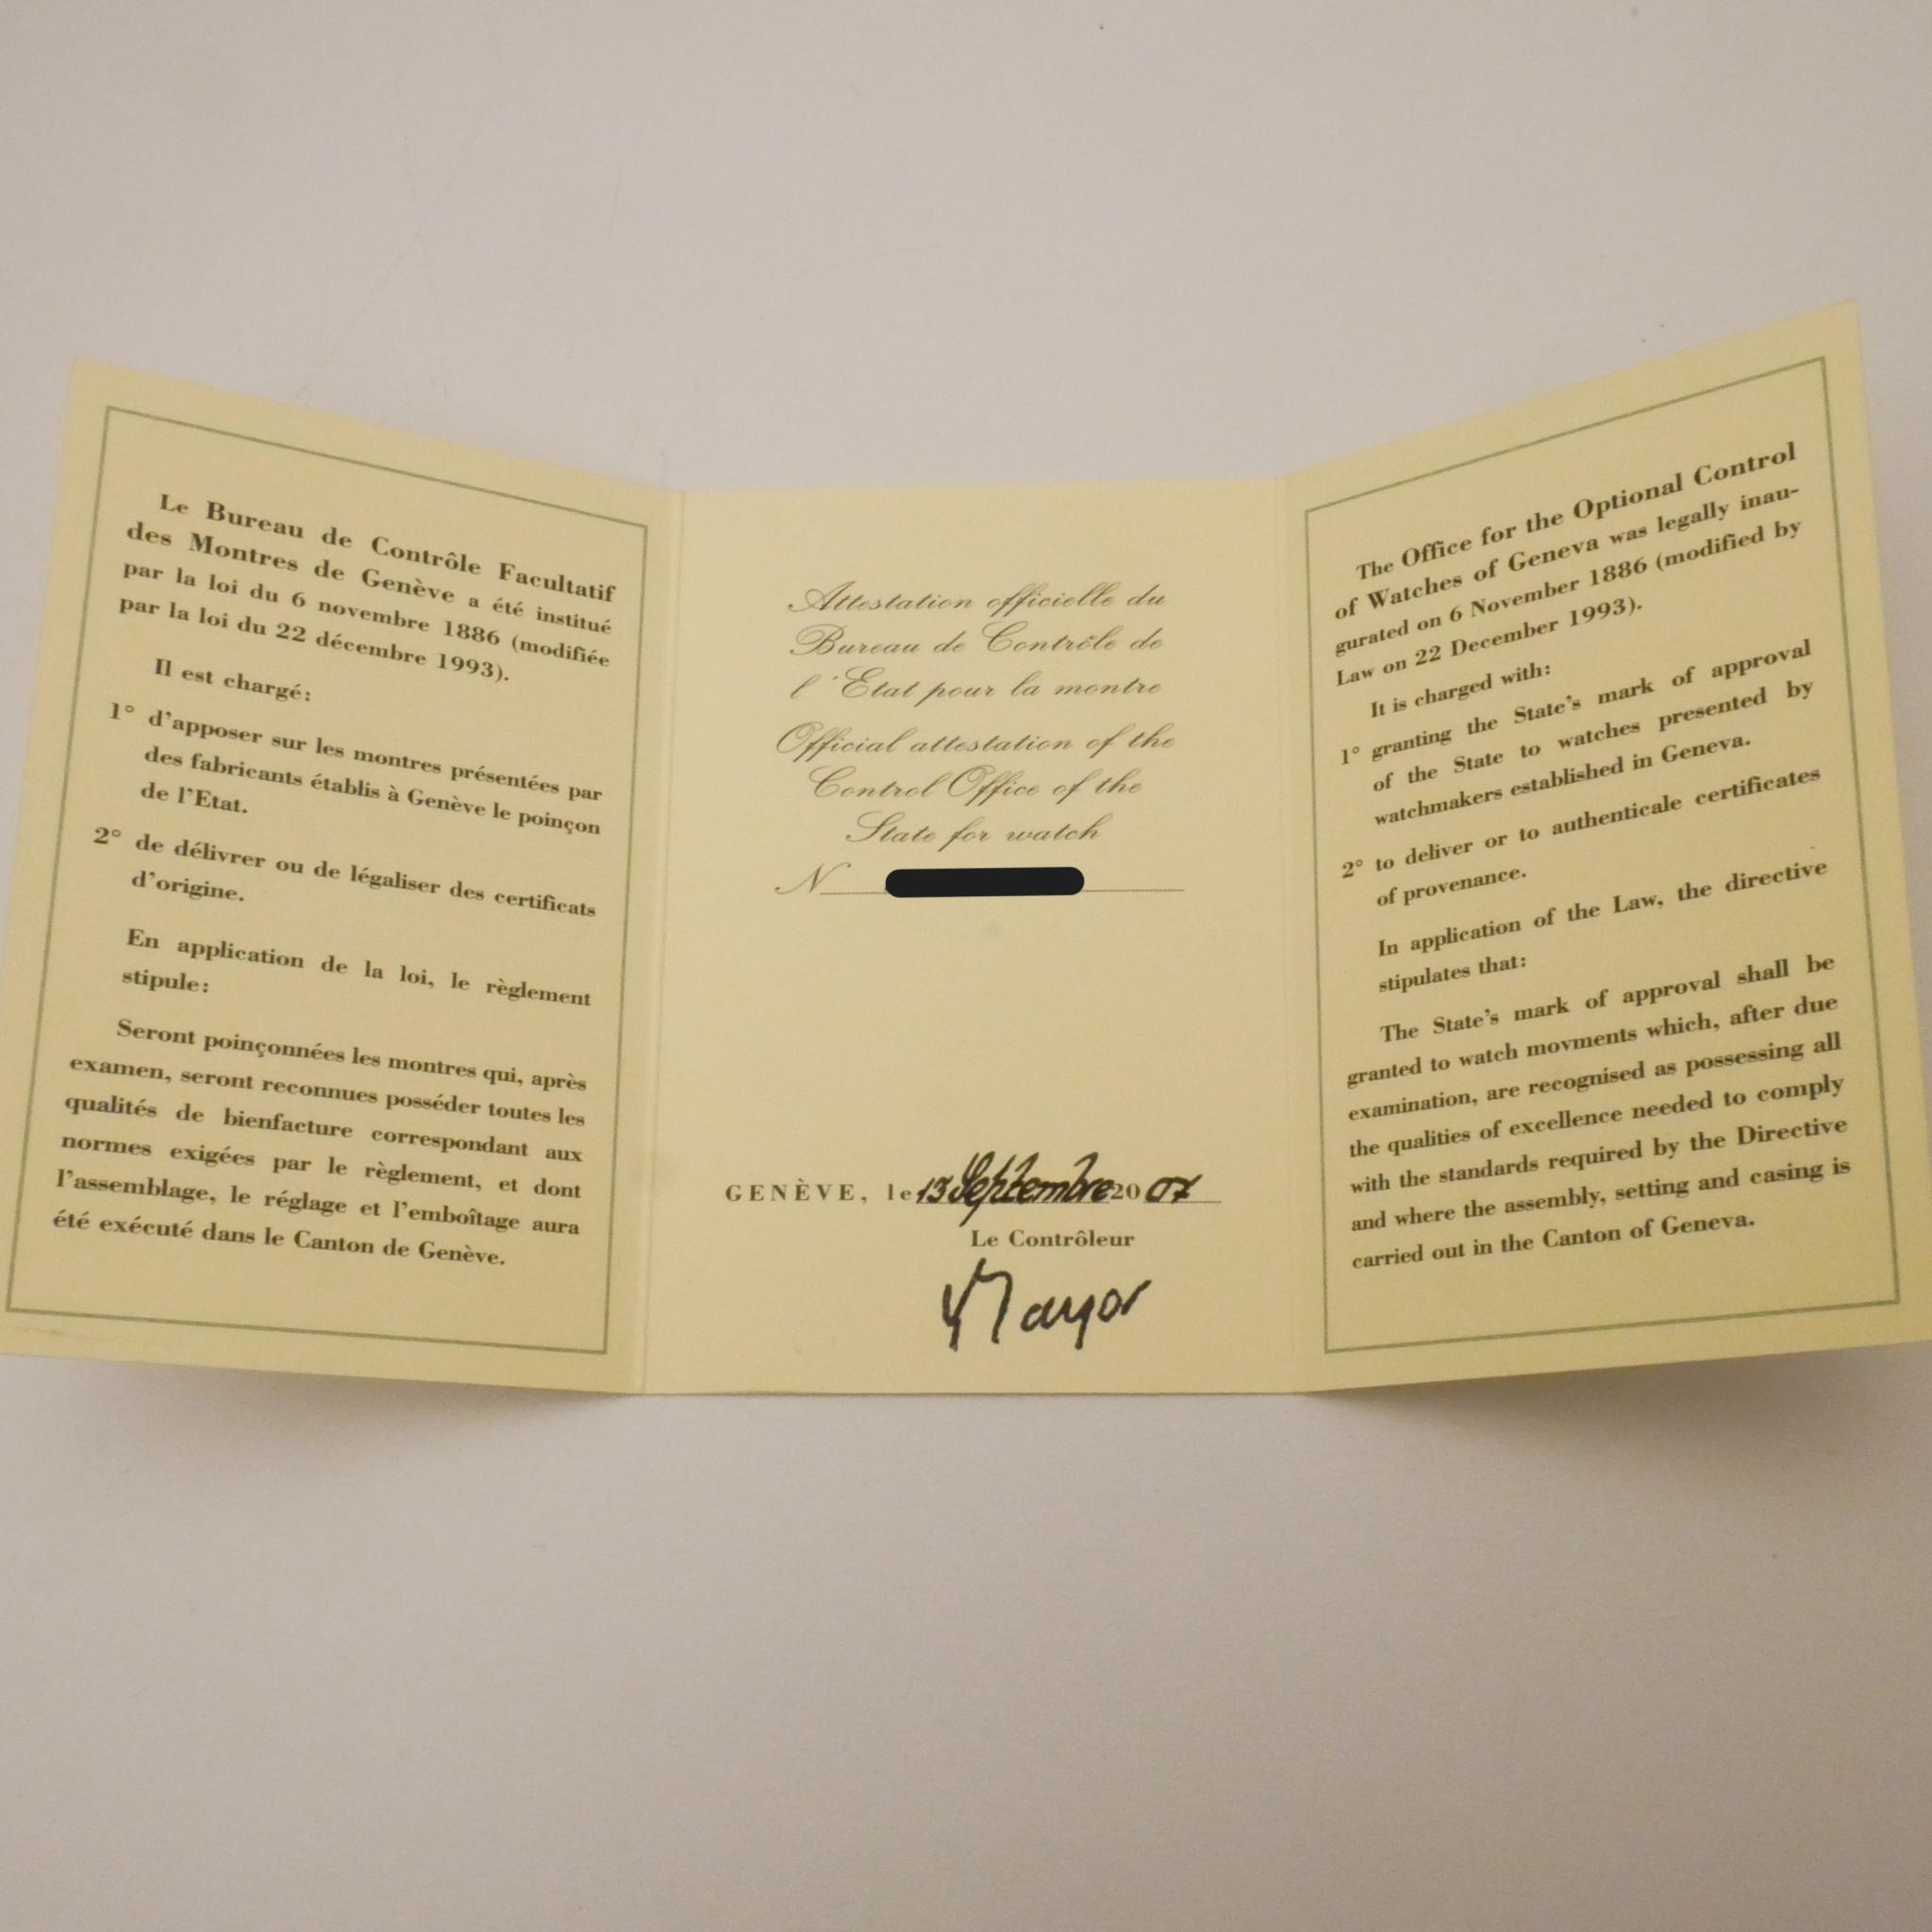 Le Bureau de Contrôle Facultatif
des Montres de Genève a été institué
par la loi du 6 novembre 1886 (modifiée
par la loi du 22 décembre 1993).
Il est chargé:
1° d'apposer sur les montres présentées par
des fabricants établis à Genève le poinçon
de l'Etat.
2° de délivrer ou de légaliser des certificats
d'origine.
En application de la loi, le règlement
stipule:
Seront poinçonnées les montres qui, après
examen, seront reconnues posséder toutes les
qualités de bienfacture correspondant aux
normes exigées par le règlement, et dont
l'assemblage, le réglage et l'emboîtage aura
été exécuté dans le Canton de Genève.
Attestation officielle du
Bureau de Contrôle de
l'Etat pour la montre
Official attestation of the
Control Office of the
State for watch
N
GENÈVE, le 13 Septembre 20 07
Le Contrôleur
Mayor
The Office for the Optional Control
of Watches of Geneva was legally inau-
gurated on 6 November 1886 (modified by
Law on 22 December 1993).
It is charged with:
1° granting the State's mark of approval
of the State to watches presented by
watchmakers established in Geneva.
2° to deliver or to authenticale certificates
of provenance.
In application of the Law, the directive
stipulates that:
The State's mark of approval shall be
granted to watch movments which, after due
examination, are recognised as possessing all
the qualities of excellence needed to comply
with the standards required by the Directive
and where the assembly, setting and casing is
carried out in the Canton of Geneva.